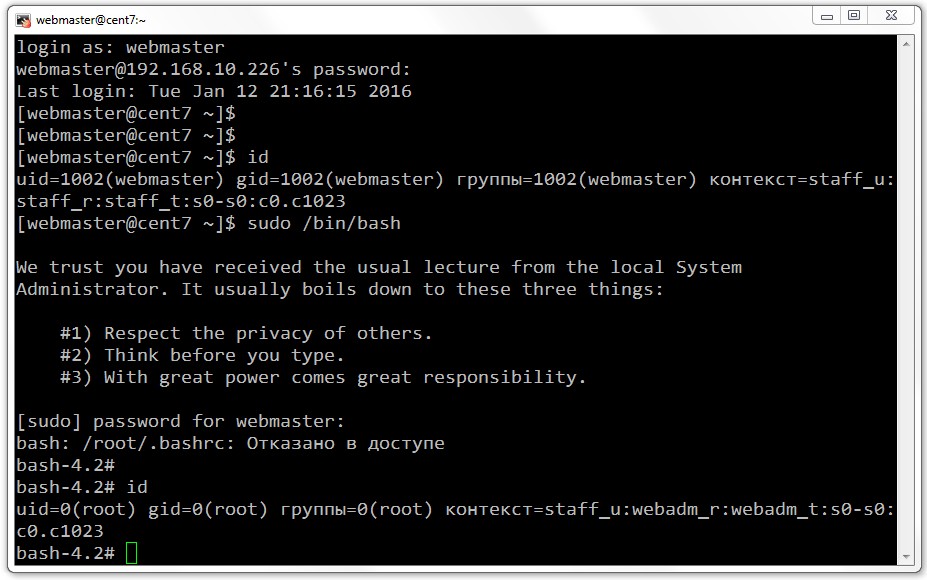 webmaster@cent7:~
login as: webmaster
webmaster@192.168.10.226's password:
Last login: Tue Jan 12 21:16:15 2016
[webmaster@cent7 ~]$
[webmaster@cent7 ~]$
[webmaster@cent7 ~]$ id
uid=1002(webmaster) gid=1002(webmaster) группы=1002(webmaster) контекст=staff_u:
staff_r:staff_t:s0-s0:c0.c1023
[webmaster@cent7 ~]$ sudo /bin/bash
We trust you have received the usual lecture from the local System
Administrator. It usually boils down to these three things:
#1) Respect the privacy of others.
#2) Think before you type.
#3) With great power comes great responsibility.
[sudo] password for webmaster:
bash: /root/.bashrc: Отказано в доступе
bash-4.2#
bash-4.2# id
uid=0(root) gid=0(root) группы=0(root) контекст=staff_u:webadm_r:webadm_t:s0-s0:
c0.c1023
bash-4.2#